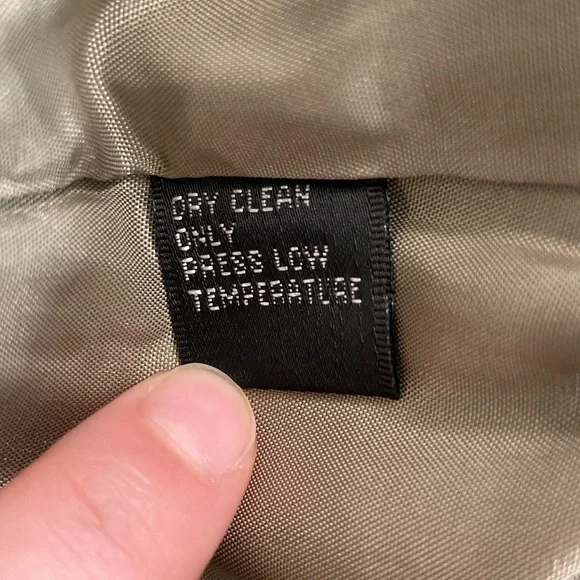 DRY CLEAN
ONLY
PRESS LOW
TEMPERATURE